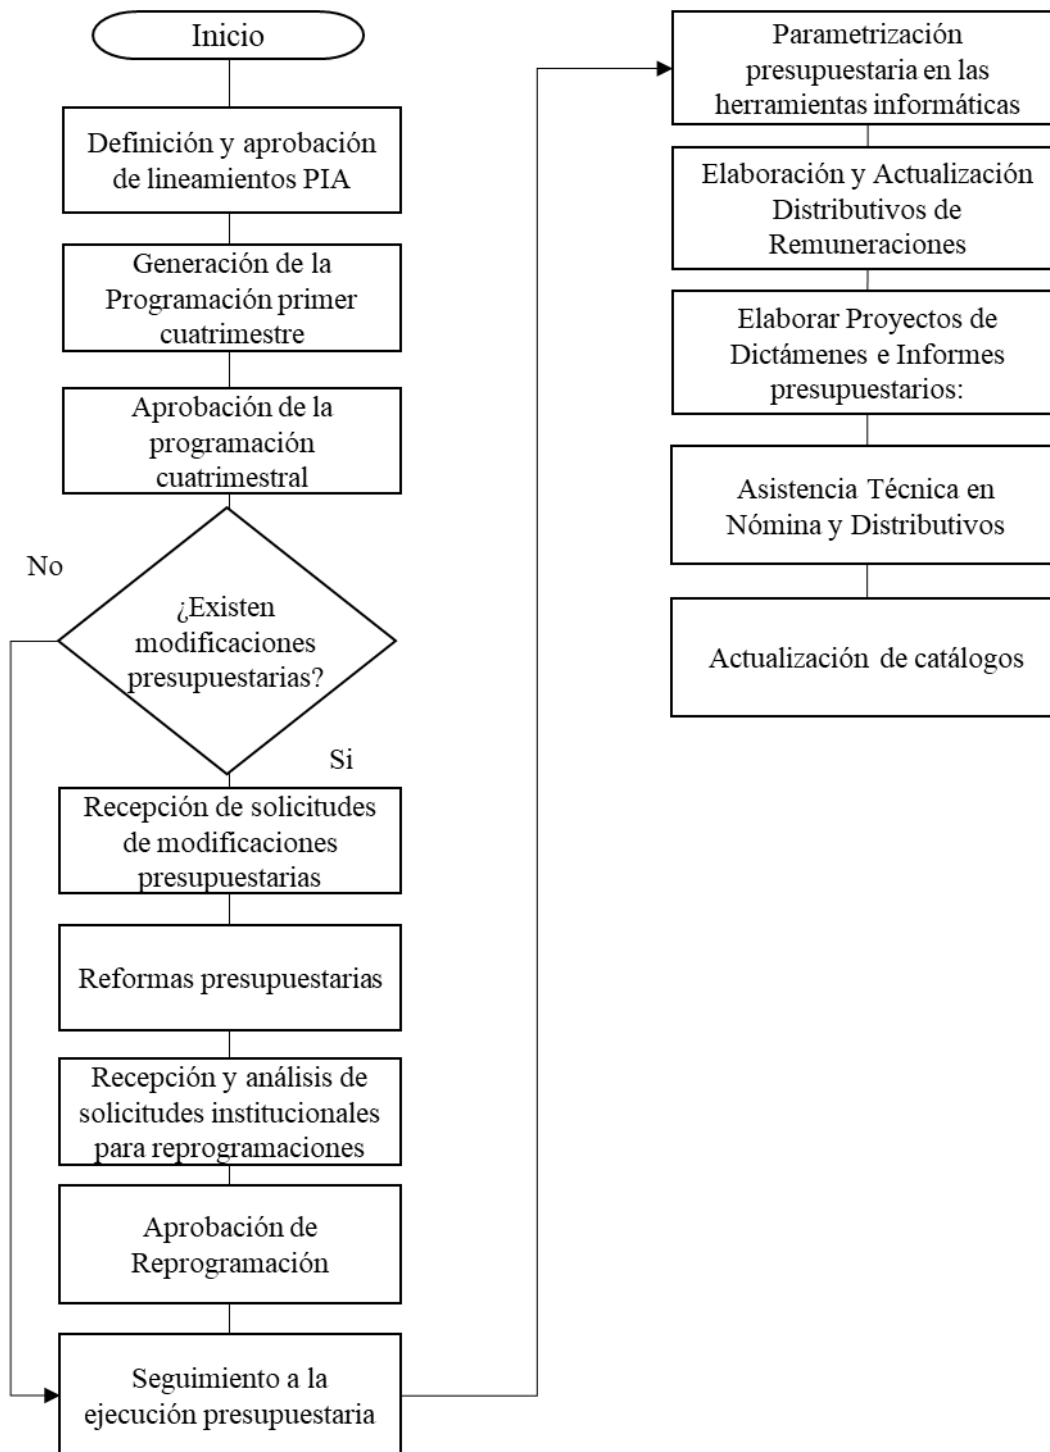 Inicio
Definición y aprobación
de lineamientos PIA
Generación de la
Programación primer
cuatrimestre
Aprobación de la
programación
cuatrimestral
No
¿Existen
modificaciones
presupuestarias?
Si
Recepción de solicitudes
de modificaciones
presupuestarias
Reformas presupuestarias
Recepción y análisis de
solicitudes institucionales
para reprogramaciones
Aprobación de
Reprogramación
Seguimiento a la
ejecución presupuestaria
Parametrización
presupuestaria en las
herramientas informáticas
Elaboración y Actualización
Distributivos de
Remuneraciones
Elaborar Proyectos de
Dictámenes e Informes
presupuestarios:
Asistencia Técnica en
Nómina y Distributivos
Actualización de catálogos